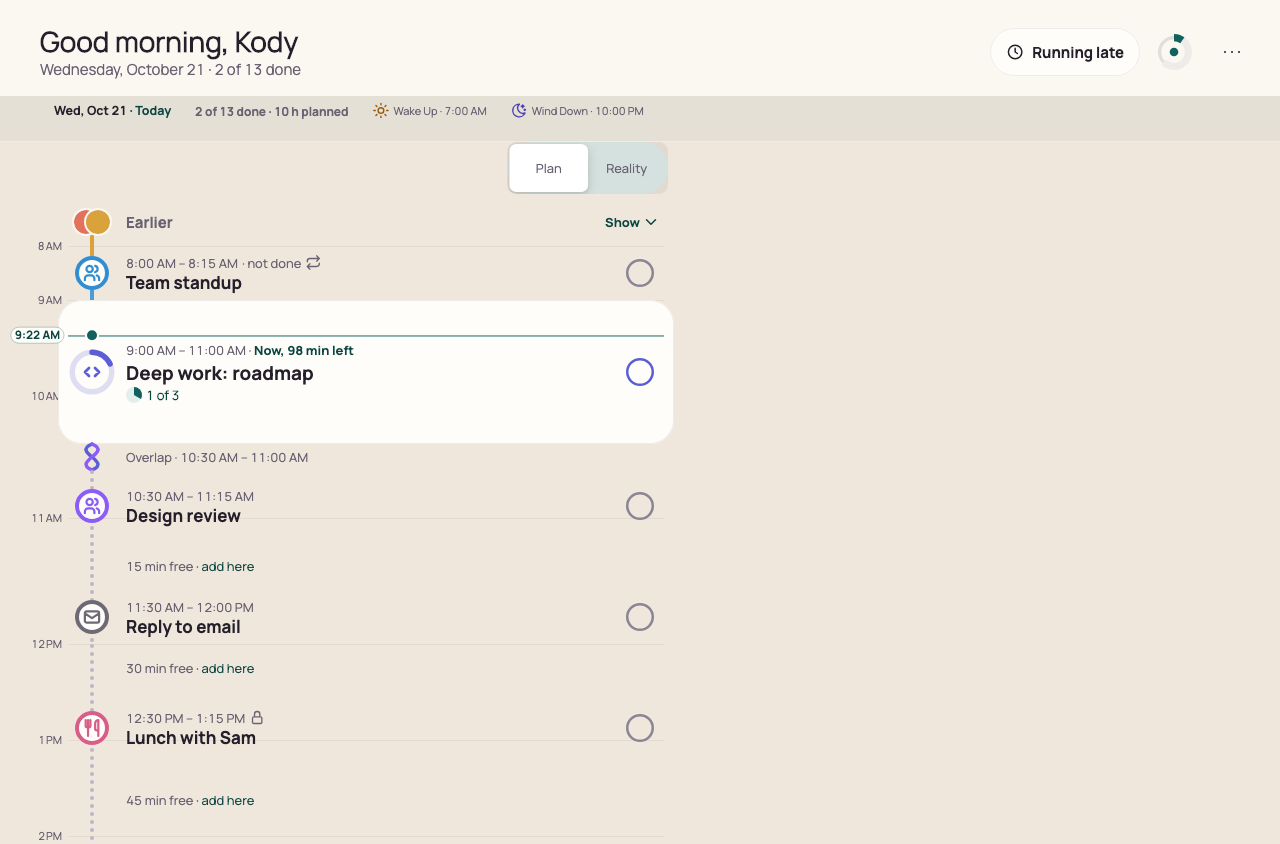 Good morning, Kody
Wednesday, October 21 · 2 of 13 done
Running late
Wed, Oct 21 · Today
2 of 13 done · 10 h planned
Wake Up · 7:00 AM
Wind Down · 10:00 PM
Plan
Reality
Earlier
Show
8 AM
8:00 AM – 8:15 AM · not done
Team standup
9 AM
9:22 AM
9:00 AM – 11:00 AM · Now, 98 min left
Deep work: roadmap
1 of 3
10 AM
Overlap · 10:30 AM – 11:00 AM
10:30 AM – 11:15 AM
Design review
11 AM
15 min free · add here
11:30 AM – 12:00 PM
Reply to email
12 PM
30 min free · add here
12:30 PM – 1:15 PM
Lunch with Sam
1 PM
45 min free · add here
2 PM